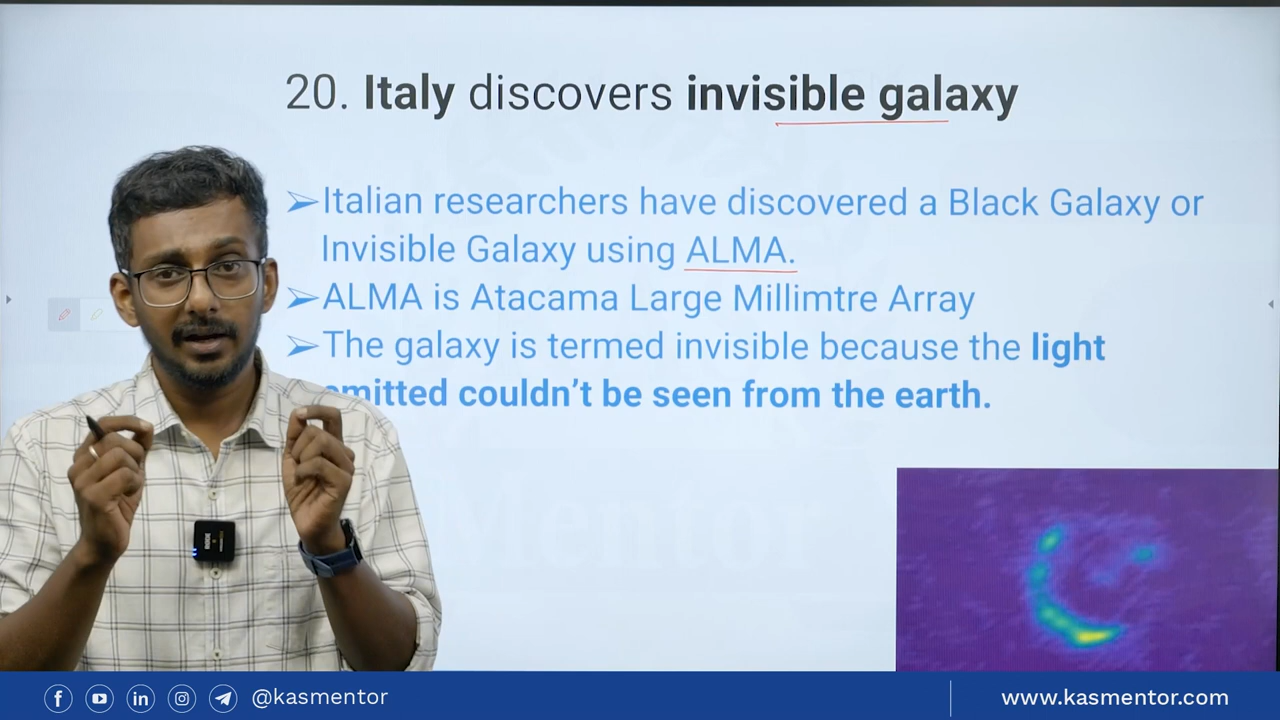 20. Italy discovers invisible galaxy
➢Italian researchers have discovered a Black Galaxy or
Invisible Galaxy using ALMA.
➢ALMA is Atacama Large Millimtre Array
➢The galaxy is termed invisible because the light
emitted couldn't be seen from the earth.
Mentor
@kasmentor
www.kasmentor.com